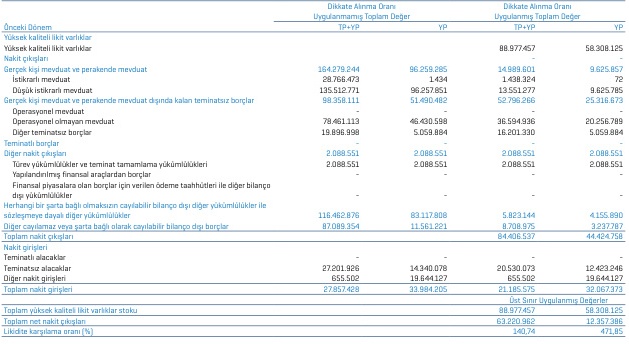 Dikkate Alınma Oranı Dikkate Alınma Oranı
Uygulanmamış Toplam Değer Uygulanmış Toplam Değer
Önceki Dönem TP+YP YP TP+YP YP
Yüksek kaliteli likit varlıklar
Yüksek kaliteli likit varlıklar 88.977.457 58.308.125
Nakit çıkışları - -
Gerçek kişi mevduat ve perakende mevduat 164.279.244 96.259.285 14.989.601 9.625.857
İstikrarlı mevduat 28.766.473 1.434 1.438.324 72
Düşük istikrarlı mevduat 135.512.771 96.257.851 13.551.277 9.625.785
Gerçek kişi mevduat ve perakende mevduat dışında kalan teminatsız borçlar 98.358.111 51.490.482 52.796.266 25.316.673
Operasyonel mevduat - - - -
Operasyonel olmayan mevduat 78.461.113 46.430.598 36.594.936 20.256.789
Diğer teminatsız borçlar 19.896.998 5.059.884 16.201.330 5.059.884
Teminatlı borçlar - - - -
Diğer nakit çıkışları 2.088.551 2.088.551 2.088.551 2.088.551
Türev yükümlülükler ve teminat tamamlama yükümlülükleri 2.088.551 2.088.551 2.088.551 2.088.551
Yapılandırılmış finansal araçlardan borçlar - - - -
Finansal piyasalara olan borçlar için verilen ödeme taahhütleri ile diğer bilanço
dışı yükümlülükler - - - -
Herhangi bir şarta bağlı olmaksızın cayılabilir bilanço dışı diğer yükümlülükler ile
sözleşmeye dayalı diğer yükümlülükler 116.462.876 83.117.808 5.823.144 4.155.890
Diğer cayılamaz veya şarta bağlı olarak cayılabilir bilanço dışı borçlar 87.089.354 11.561.221 8.708.975 3.237.787
Toplam nakit çıkışları 84.406.537 44.424.758
Nakit girişleri
Teminatlı alacaklar - - - -
Teminatsız alacaklar 27.201.926 14.340.078 20.530.073 12.423.246
Diğer nakit girişleri 655.502 19.644.127 655.502 19.644.127
Toplam nakit girişleri 27.857.428 33.984.205 21.185.575 32.067.373
Üst Sınır Uygulanmış Değerler
Toplam yüksek kaliteli likit varlıklar stoku 88.977.457 58.308.125
Toplam net nakit çıkışları 63.220.962 12.357.386
Likidite karşılama oranı (%) 140,74 471,85